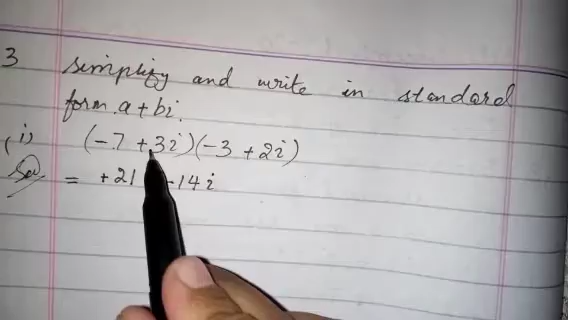 3 simplify and write in standard
form. a + bi.
(i) (-7 + 3i)(-3 + 2i)
Sol = +21 -14i